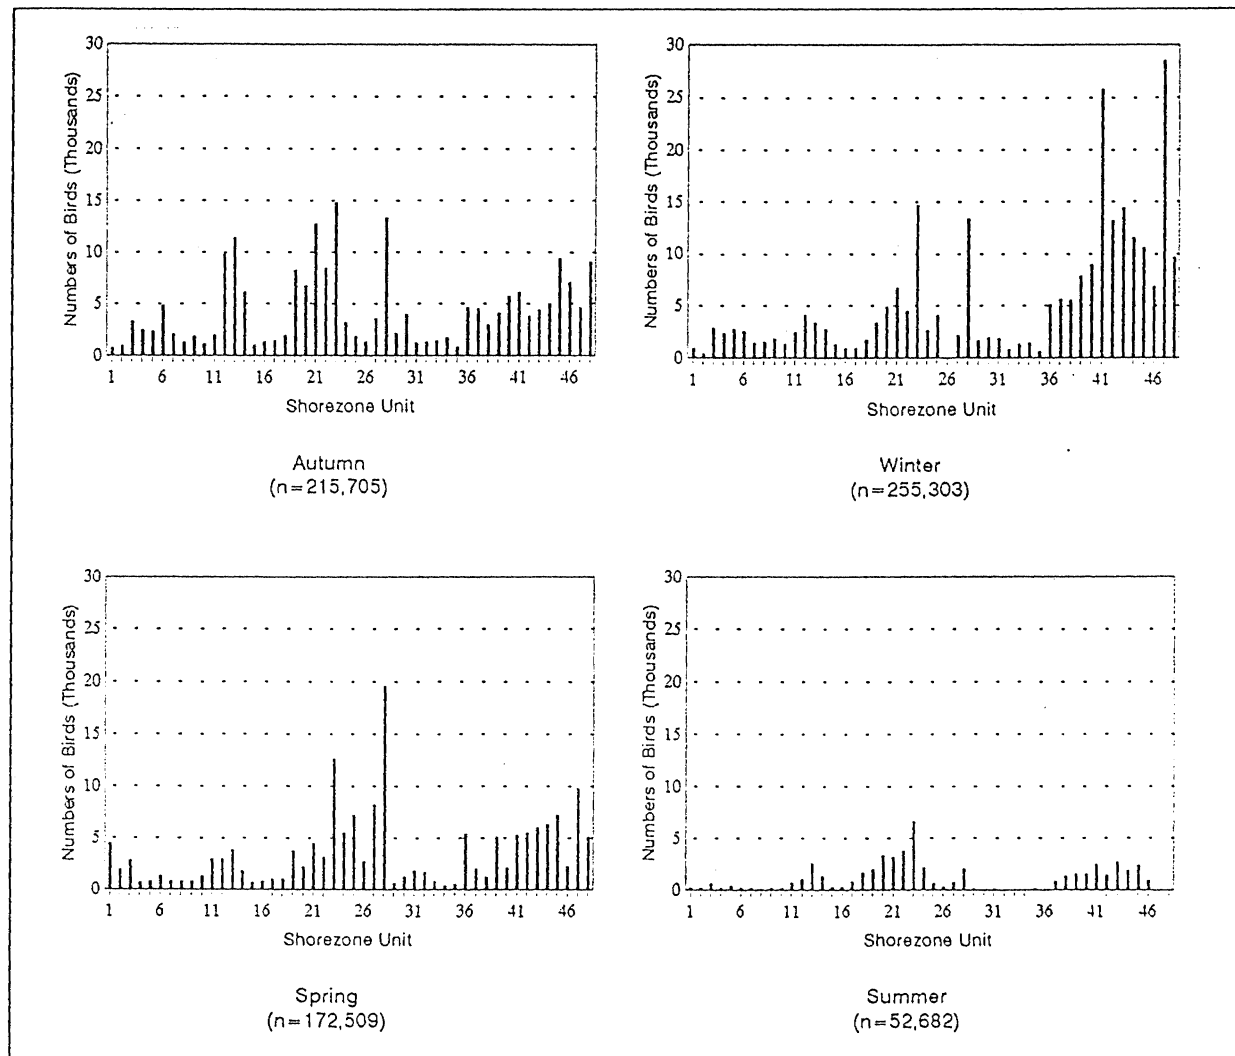 30
25
20
15
10
5
0
Numbers of Birds (Thousands)
1 6 11 16 21 26 31 36 41 46
Shorezone Unit
Autumn
(n=215,705)
30
25
20
15
10
5
0
Numbers of Birds (Thousands)
1 6 11 16 21 26 31 36 41 46
Shorezone Unit
Winter
(n=255,303)
30
25
20
15
10
5
0
Numbers of Birds (Thousands)
1 6 11 16 21 26 31 36 41 46
Shorezone Unit
Spring
(n=172,509)
30
25
20
15
10
5
0
Numbers of Birds (Thousands)
1 6 11 16 21 26 31 36 41 46
Shorezone Unit
Summer
(n=52,682)